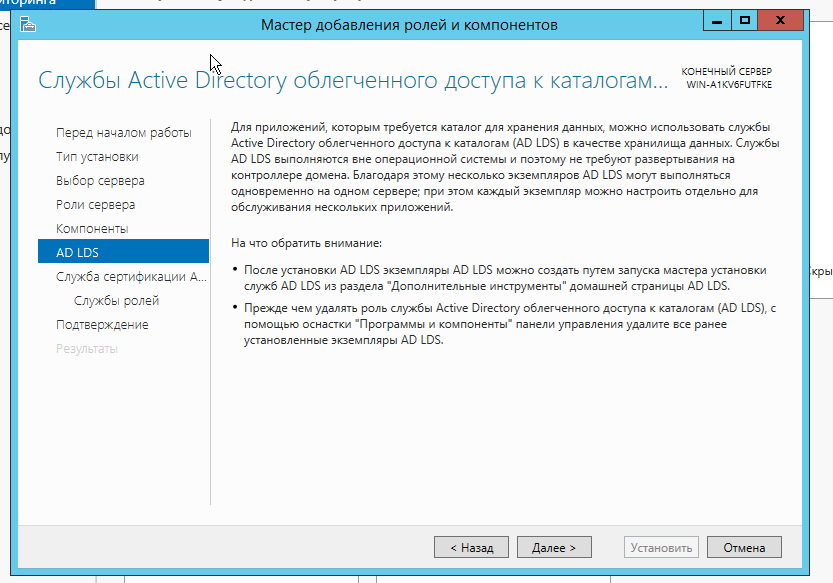 иторинга
Мастер добавления ролей и компонентов
Службы Active Directory облегченного доступа к каталогам...
КОНЕЧНЫЙ СЕРВЕР
WIN-A1KV6FUTFKE
Перед началом работы
Тип установки
Выбор сервера
Роли сервера
Компоненты
AD LDS
Служба сертификации A...
Службы ролей
Подтверждение
Результаты
Для приложений, которым требуется каталог для хранения данных, можно использовать службы
Active Directory облегченного доступа к каталогам (AD LDS) в качестве хранилища данных. Службы
AD LDS выполняются вне операционной системы и поэтому не требуют развертывания на
контроллере домена. Благодаря этому несколько экземпляров AD LDS могут выполняться
одновременно на одном сервере; при этом каждый экземпляр можно настроить отдельно для
обслуживания нескольких приложений.
На что обратить внимание:
• После установки AD LDS экземпляры AD LDS можно создать путем запуска мастера установки
служб AD LDS из раздела "Дополнительные инструменты" домашней страницы AD LDS.
• Прежде чем удалять роль службы Active Directory облегченного доступа к каталогам (AD LDS), с
помощью оснастки "Программы и компоненты" панели управления удалите все ранее
установленные экземпляры AD LDS.
< Назад
Далее >
Установить
Отмена